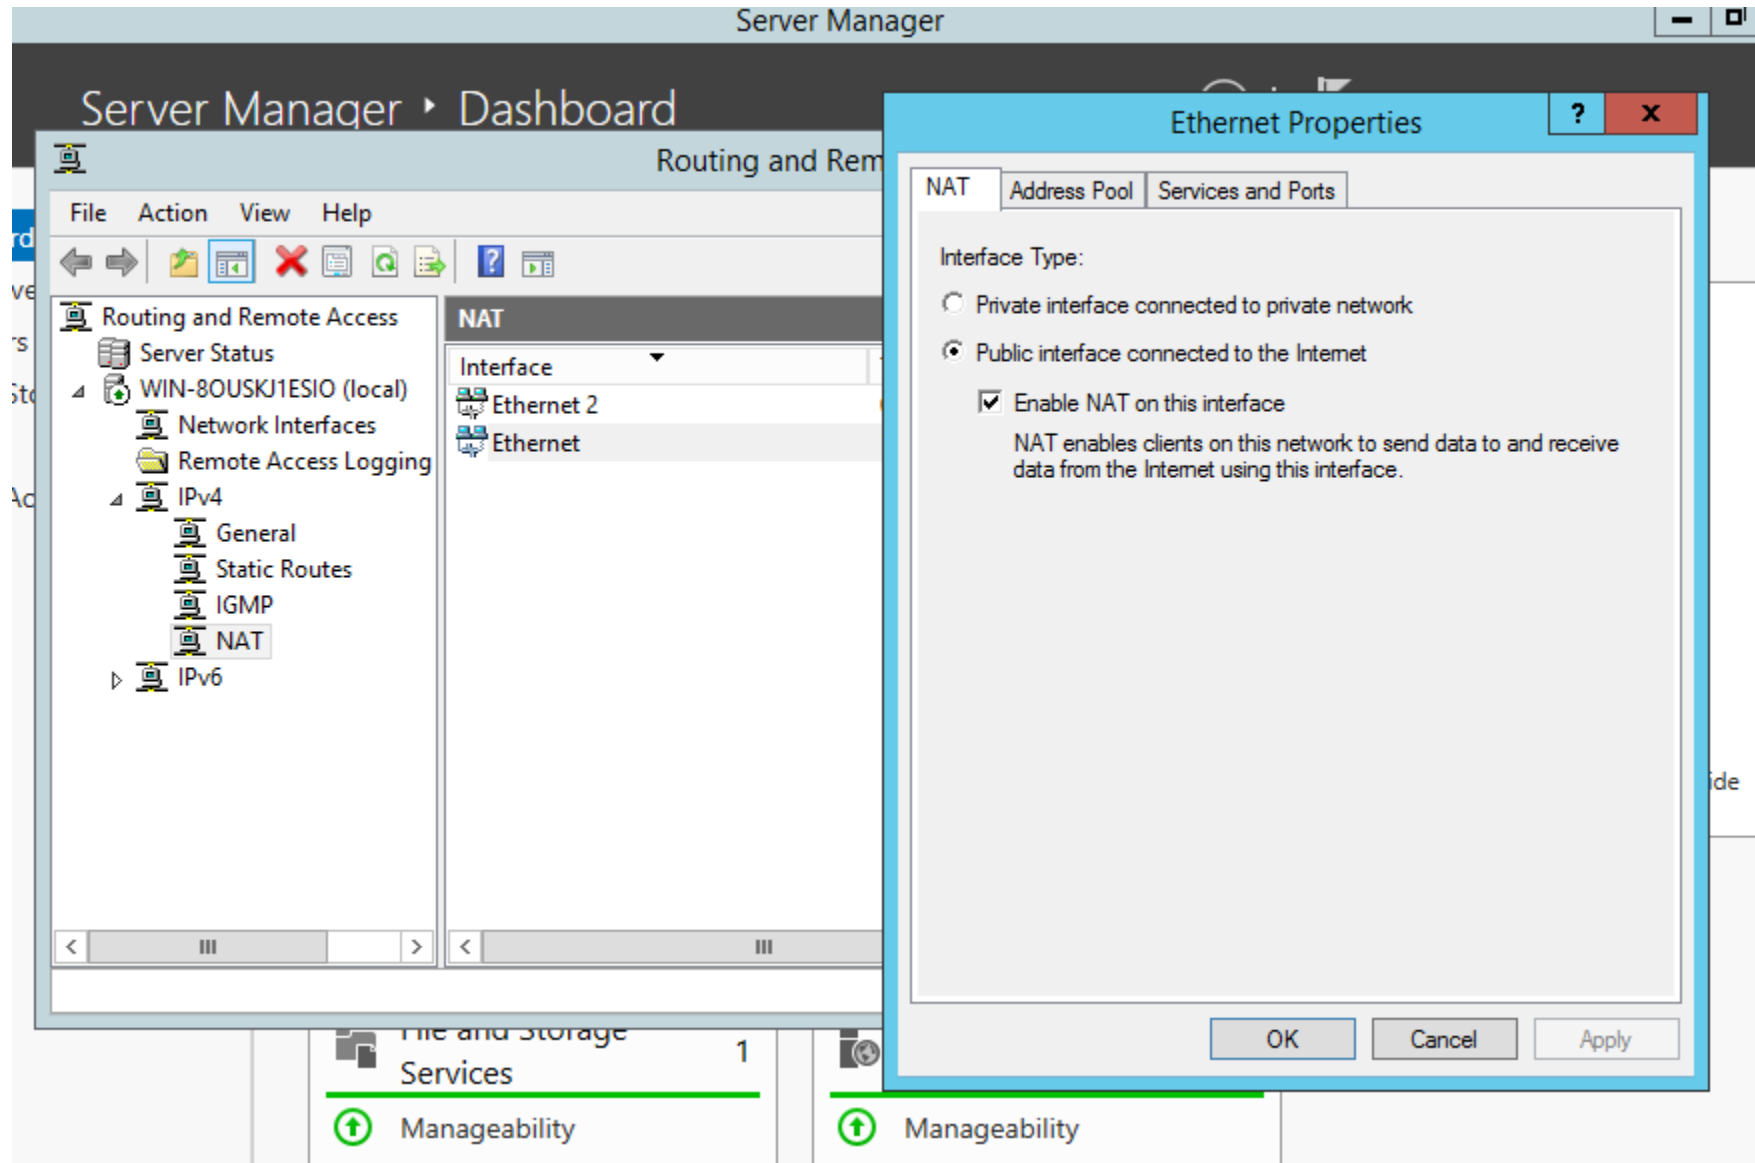 Server Manager
Server Manager ‣ Dashboard
Routing and Rem
File Action View Help
Routing and Remote Access
Server Status
WIN-8OUSKJ1ESIO (local)
Network Interfaces
Remote Access Logging
IPv4
General
Static Routes
IGMP
NAT
IPv6
NAT
Interface
Ethernet 2
Ethernet
Ethernet Properties
? x
NAT Address Pool Services and Ports
Interface Type:
Private interface connected to private network
Public interface connected to the Internet
Enable NAT on this interface
NAT enables clients on this network to send data to and receive
data from the Internet using this interface.
OK Cancel Apply
File and Storage 1
Services
Manageability
Manageability